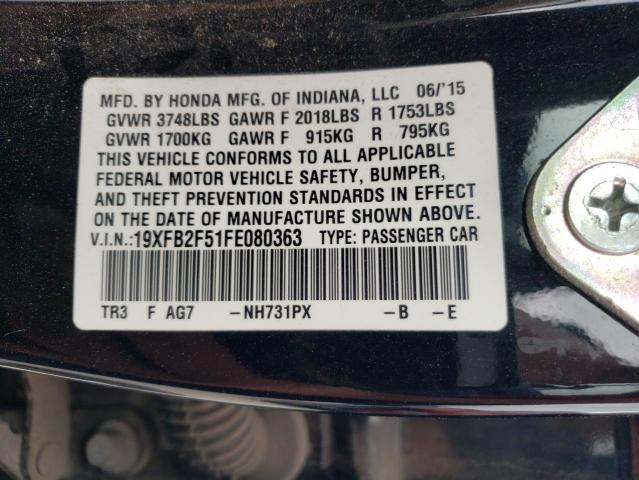 MFD. BY HONDA MFG. OF INDIANA, LLC 06/'15
GVWR 3748LBS GAWR F 2018LBS R 1753LBS
GVWR 1700KG GAWR F 915KG R 795KG
THIS VEHICLE CONFORMS TO ALL APPLICABLE
FEDERAL MOTOR VEHICLE SAFETY, BUMPER,
AND THEFT PREVENTION STANDARDS IN EFFECT
ON THE DATE OF MANUFACTURE SHOWN ABOVE.
V.I.N.:19XFB2F51FE080363 TYPE: PASSENGER CAR
TR3 F AG7 -NH731PX -B -E